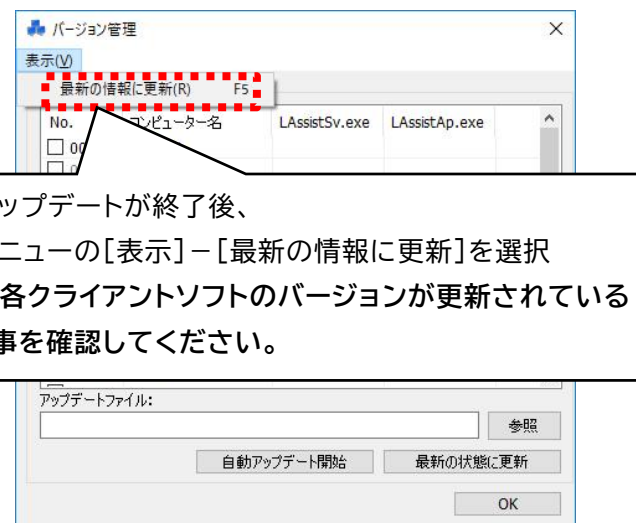 バージョン管理
表示(V)
最新の情報に更新(R) F5
No. コンピューター名 LAssistSv.exe LAssistAp.exe
ップデートが終了後、
ニューの[表示]－[最新の情報に更新]を選択
各クライアントソフトのバージョンが更新されている
事を確認してください。
アップデートファイル:
参照
自動アップデート開始 最新の状態に更新
OK